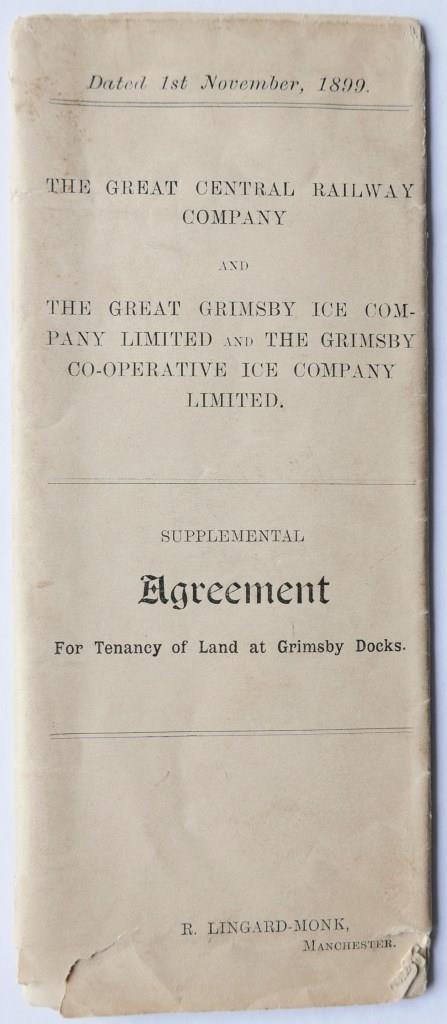 Dated 1st November, 1899.
THE GREAT CENTRAL RAILWAY
COMPANY
AND
THE GREAT GRIMSBY ICE COM-
PANY LIMITED AND THE GRIMSBY
CO-OPERATIVE ICE COMPANY
LIMITED.
SUPPLEMENTAL
Agreement
For Tenancy of Land at Grimsby Docks.
R. LINGARD-MONK,
MANCHESTER.